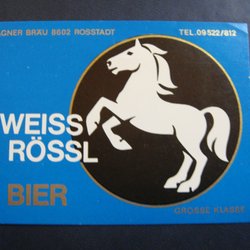 AGNER BRÄU 8602 ROSSTADT TEL. 09522/812
WEISS
RÖSSL
BIER
GROSSE KLASSE